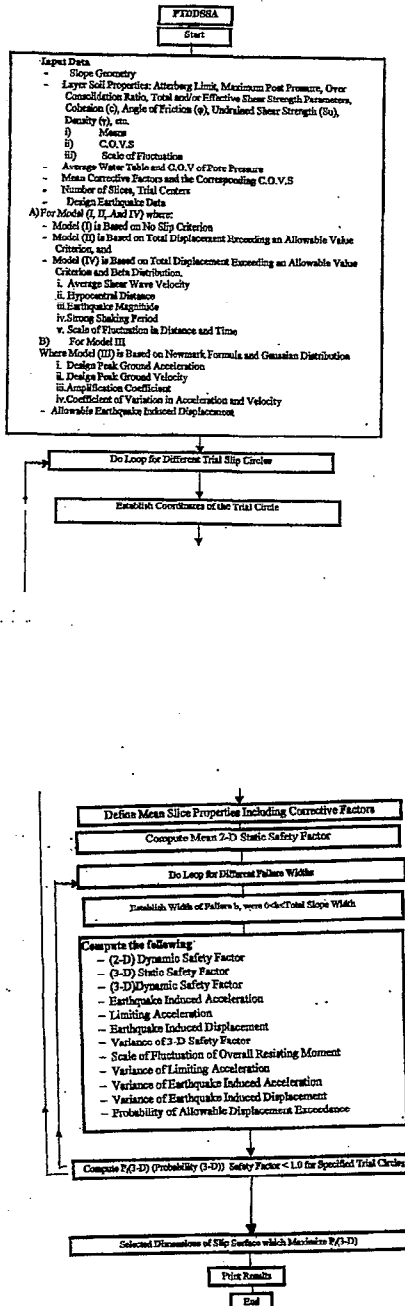 PTDDSSA
Start
Input Data
- Slope Geometry
- Layer Soil Properties: Atterberg Limit, Maximum Past Pressure, Over
Consolidation Ratio, Total and/or Effective Shear Strength Parameters,
Cohesion (c), Angle of Friction (φ), Undrained Shear Strength (Su),
Density (γ), etc.
i) Means
ii) C.O.V.S
iii) Scale of Fluctuation
- Average Water Table and C.O.V of Pore Pressure
- Mean Corrective Factors and the Corresponding C.O.V.S
• Number of Slices, Trial Centers
- Design Earthquake Data
A) For Model (I, II, And IV) where:
- Model (I) is Based on No Slip Criterion
- Model (II) is Based on Total Displacement Exceeding an Allowable Value
Criterion, and
- Model (IV) is Based on Total Displacement Exceeding an Allowable Value
Criterion and Beta Distribution.
i. Average Shear Wave Velocity
ii. Hypocentral Distance
iii. Earthquake Magnitude
iv. Strong Shaking Period
v. Scale of Fluctuation in Distance and Time
B) For Model III
Where Model (III) is Based on Newmark Formula and Gaussian Distribution
i. Design Peak Ground Acceleration
ii. Design Peak Ground Velocity
iii. Amplification Coefficient
iv. Coefficient of Variation in Acceleration and Velocity
- Allowable Earthquake Induced Displacement
Do Loop for Different Trial Slip Circles
Establish Coordinates of the Trial Circle
Define Mean Slice Properties Including Corrective Factors
Compute Mean 2-D Static Safety Factor
Do Loop for Different Failure Widths
Establish Width of Failure b, were 0<b<Total Slope Width
Compute the following
– (2-D) Dynamic Safety Factor
– (3-D) Static Safety Factor
– (3-D)Dynamic Safety Factor
– Earthquake Induced Acceleration
– Limiting Acceleration
– Earthquake Induced Displacement
– Variance of 3-D Safety Factor
– Scale of Fluctuation of Overall Resisting Moment
– Variance of Limiting Acceleration
– Variance of Earthquake Induced Acceleration
– Variance of Earthquake Induced Displacement
– Probability of Allowable Displacement Exceedance
Compute Pf(3-D) (Probability (3-D)) Safety Factor < 1.0 for Specified Trial Circles
Selected Dimensions of Slip Surface which Maximize Pf(3-D)
Print Results
End